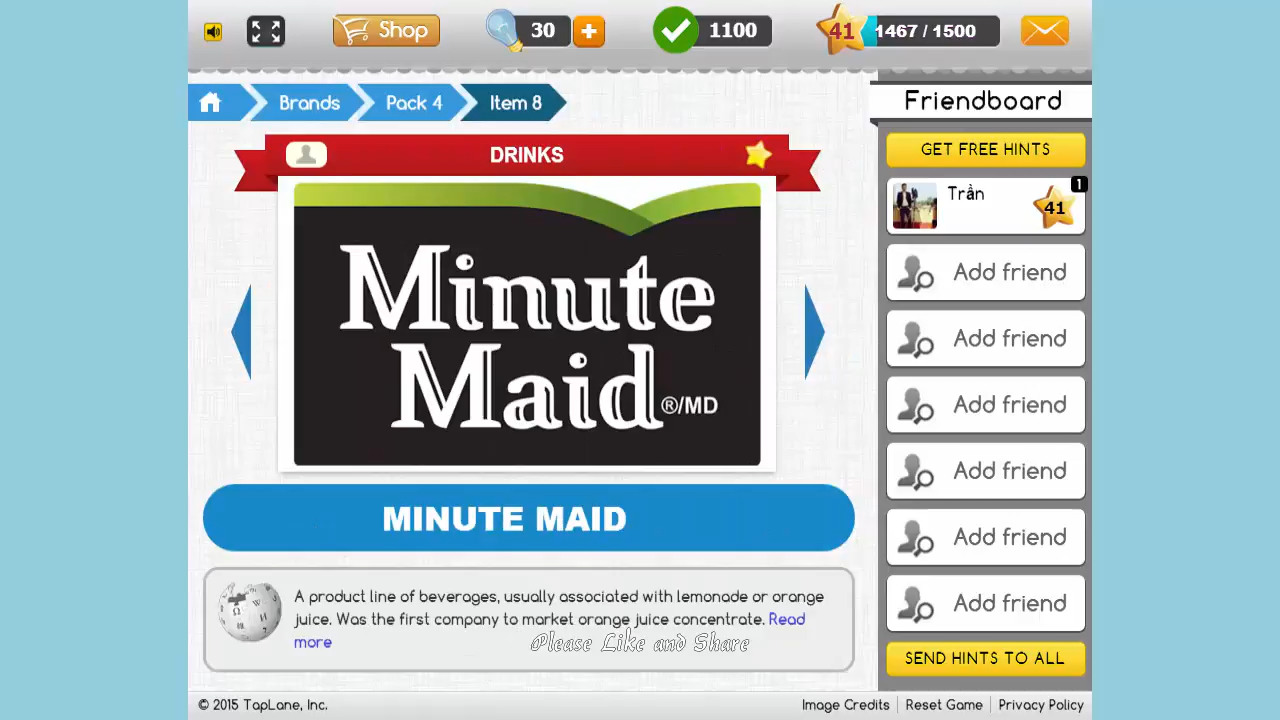 Shop
30
1100
41
1467 / 1500
Brands
Pack 4
Item 8
Friendboard
DRINKS
GET FREE HINTS
1
Trần
41
Minute
Maid®/MD
Add friend
Add friend
Add friend
Add friend
Add friend
Add friend
MINUTE MAID
A product line of beverages, usually associated with lemonade or orange
juice. Was the first company to market orange juice concentrate. Read
more
Please Like and Share
SEND HINTS TO ALL
© 2015 TapLane, Inc.
Image Credits
Reset Game
Privacy Policy